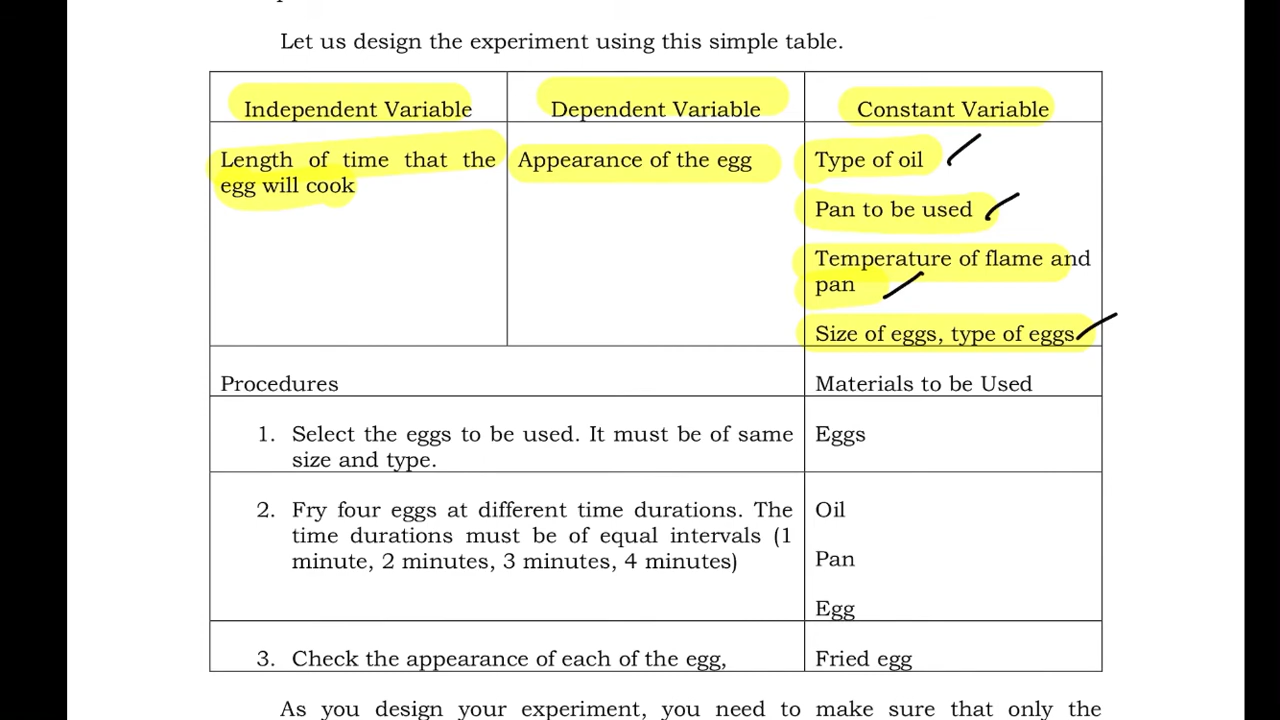 Let us design the experiment using this simple table.
Independent Variable
Dependent Variable
Constant Variable
Length of time that the
egg will cook
Appearance of the egg
Type of oil
Pan to be used
Temperature of flame and
pan
Size of eggs, type of eggs
Procedures
Materials to be Used
1. Select the eggs to be used. It must be of same
size and type.
Eggs
2. Fry four eggs at different time durations. The
time durations must be of equal intervals (1
minute, 2 minutes, 3 minutes, 4 minutes)
Oil
Pan
Egg
3. Check the appearance of each of the egg,
Fried egg
As you design your experiment, you need to make sure that only the